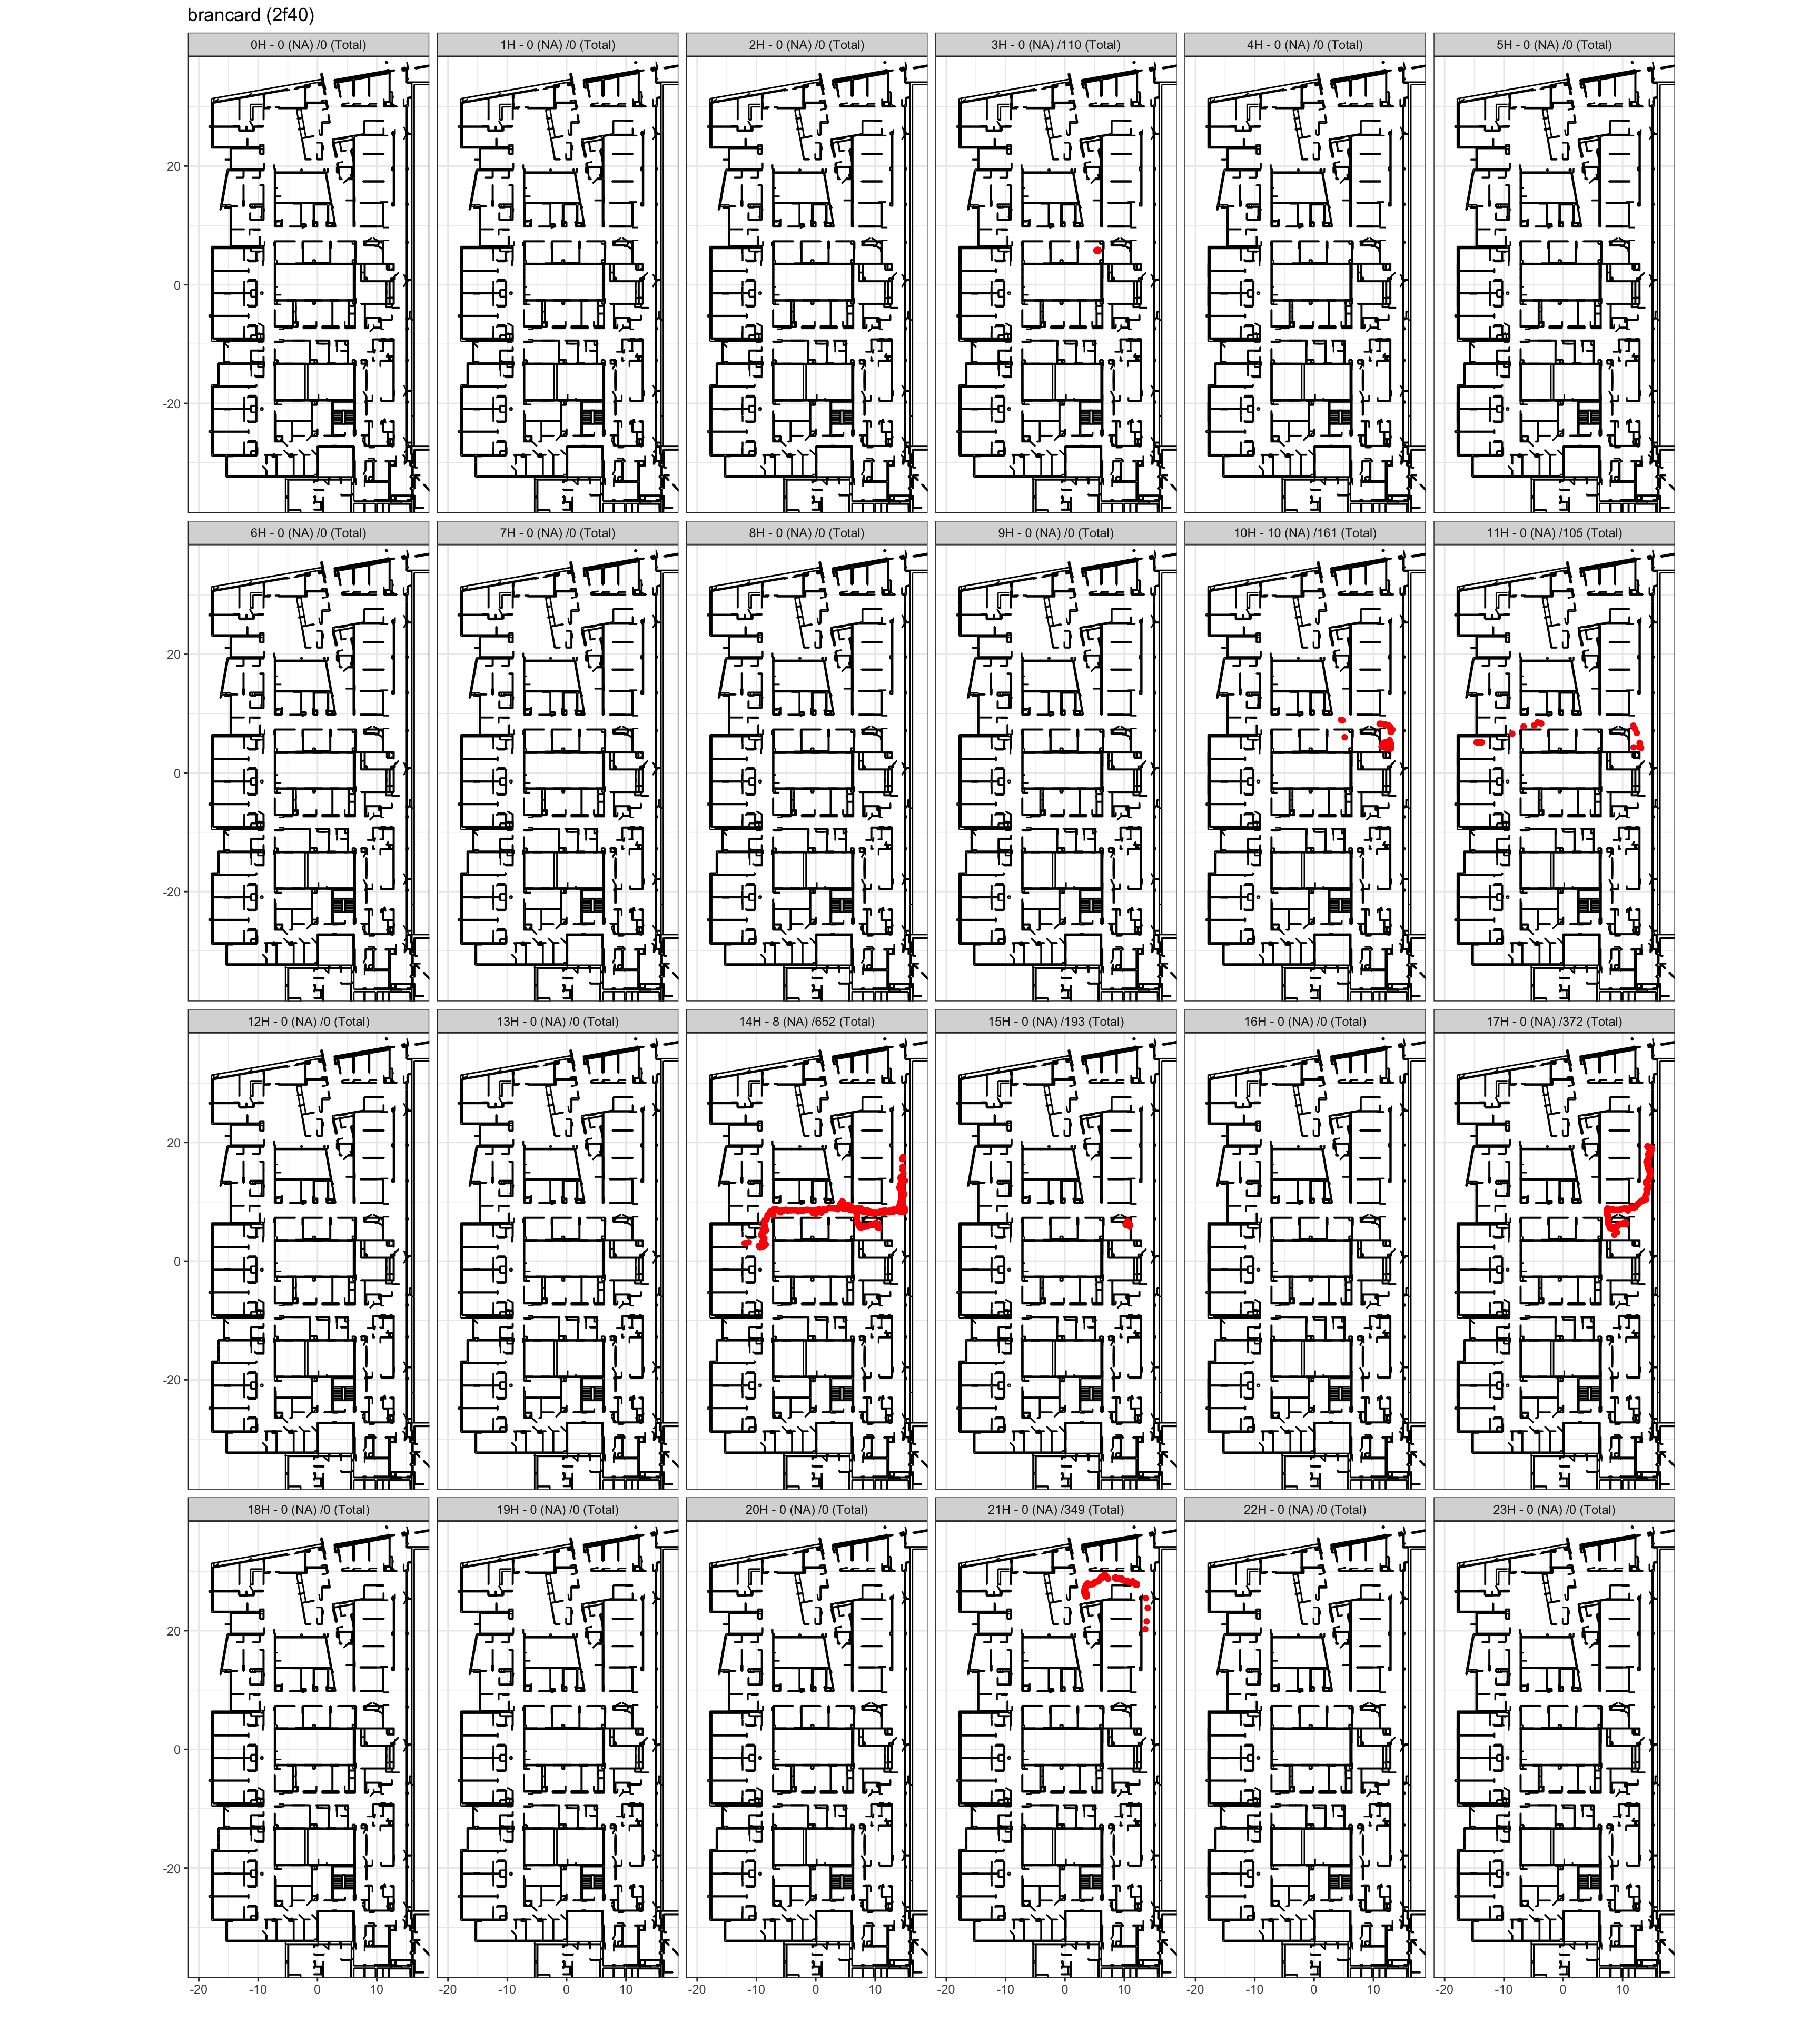 brancard (2f40)
0H - 0 (NA) /0 (Total) 1H - 0 (NA) /0 (Total) 2H - 0 (NA) /0 (Total) 3H - 0 (NA) /110 (Total) 4H - 0 (NA) /0 (Total) 5H - 0 (NA) /0 (Total)
20
0
-20
6H - 0 (NA) /0 (Total) 7H - 0 (NA) /0 (Total) 8H - 0 (NA) /0 (Total) 9H - 0 (NA) /0 (Total) 10H - 10 (NA) /161 (Total) 11H - 0 (NA) /105 (Total)
20
0
-20
12H - 0 (NA) /0 (Total) 13H - 0 (NA) /0 (Total) 14H - 8 (NA) /652 (Total) 15H - 0 (NA) /193 (Total) 16H - 0 (NA) /0 (Total) 17H - 0 (NA) /372 (Total)
20
0
-20
18H - 0 (NA) /0 (Total) 19H - 0 (NA) /0 (Total) 20H - 0 (NA) /0 (Total) 21H - 0 (NA) /349 (Total) 22H - 0 (NA) /0 (Total) 23H - 0 (NA) /0 (Total)
20
0
-20
-20 -10 0 10 -20 -10 0 10 -20 -10 0 10 -20 -10 0 10 -20 -10 0 10 -20 -10 0 10